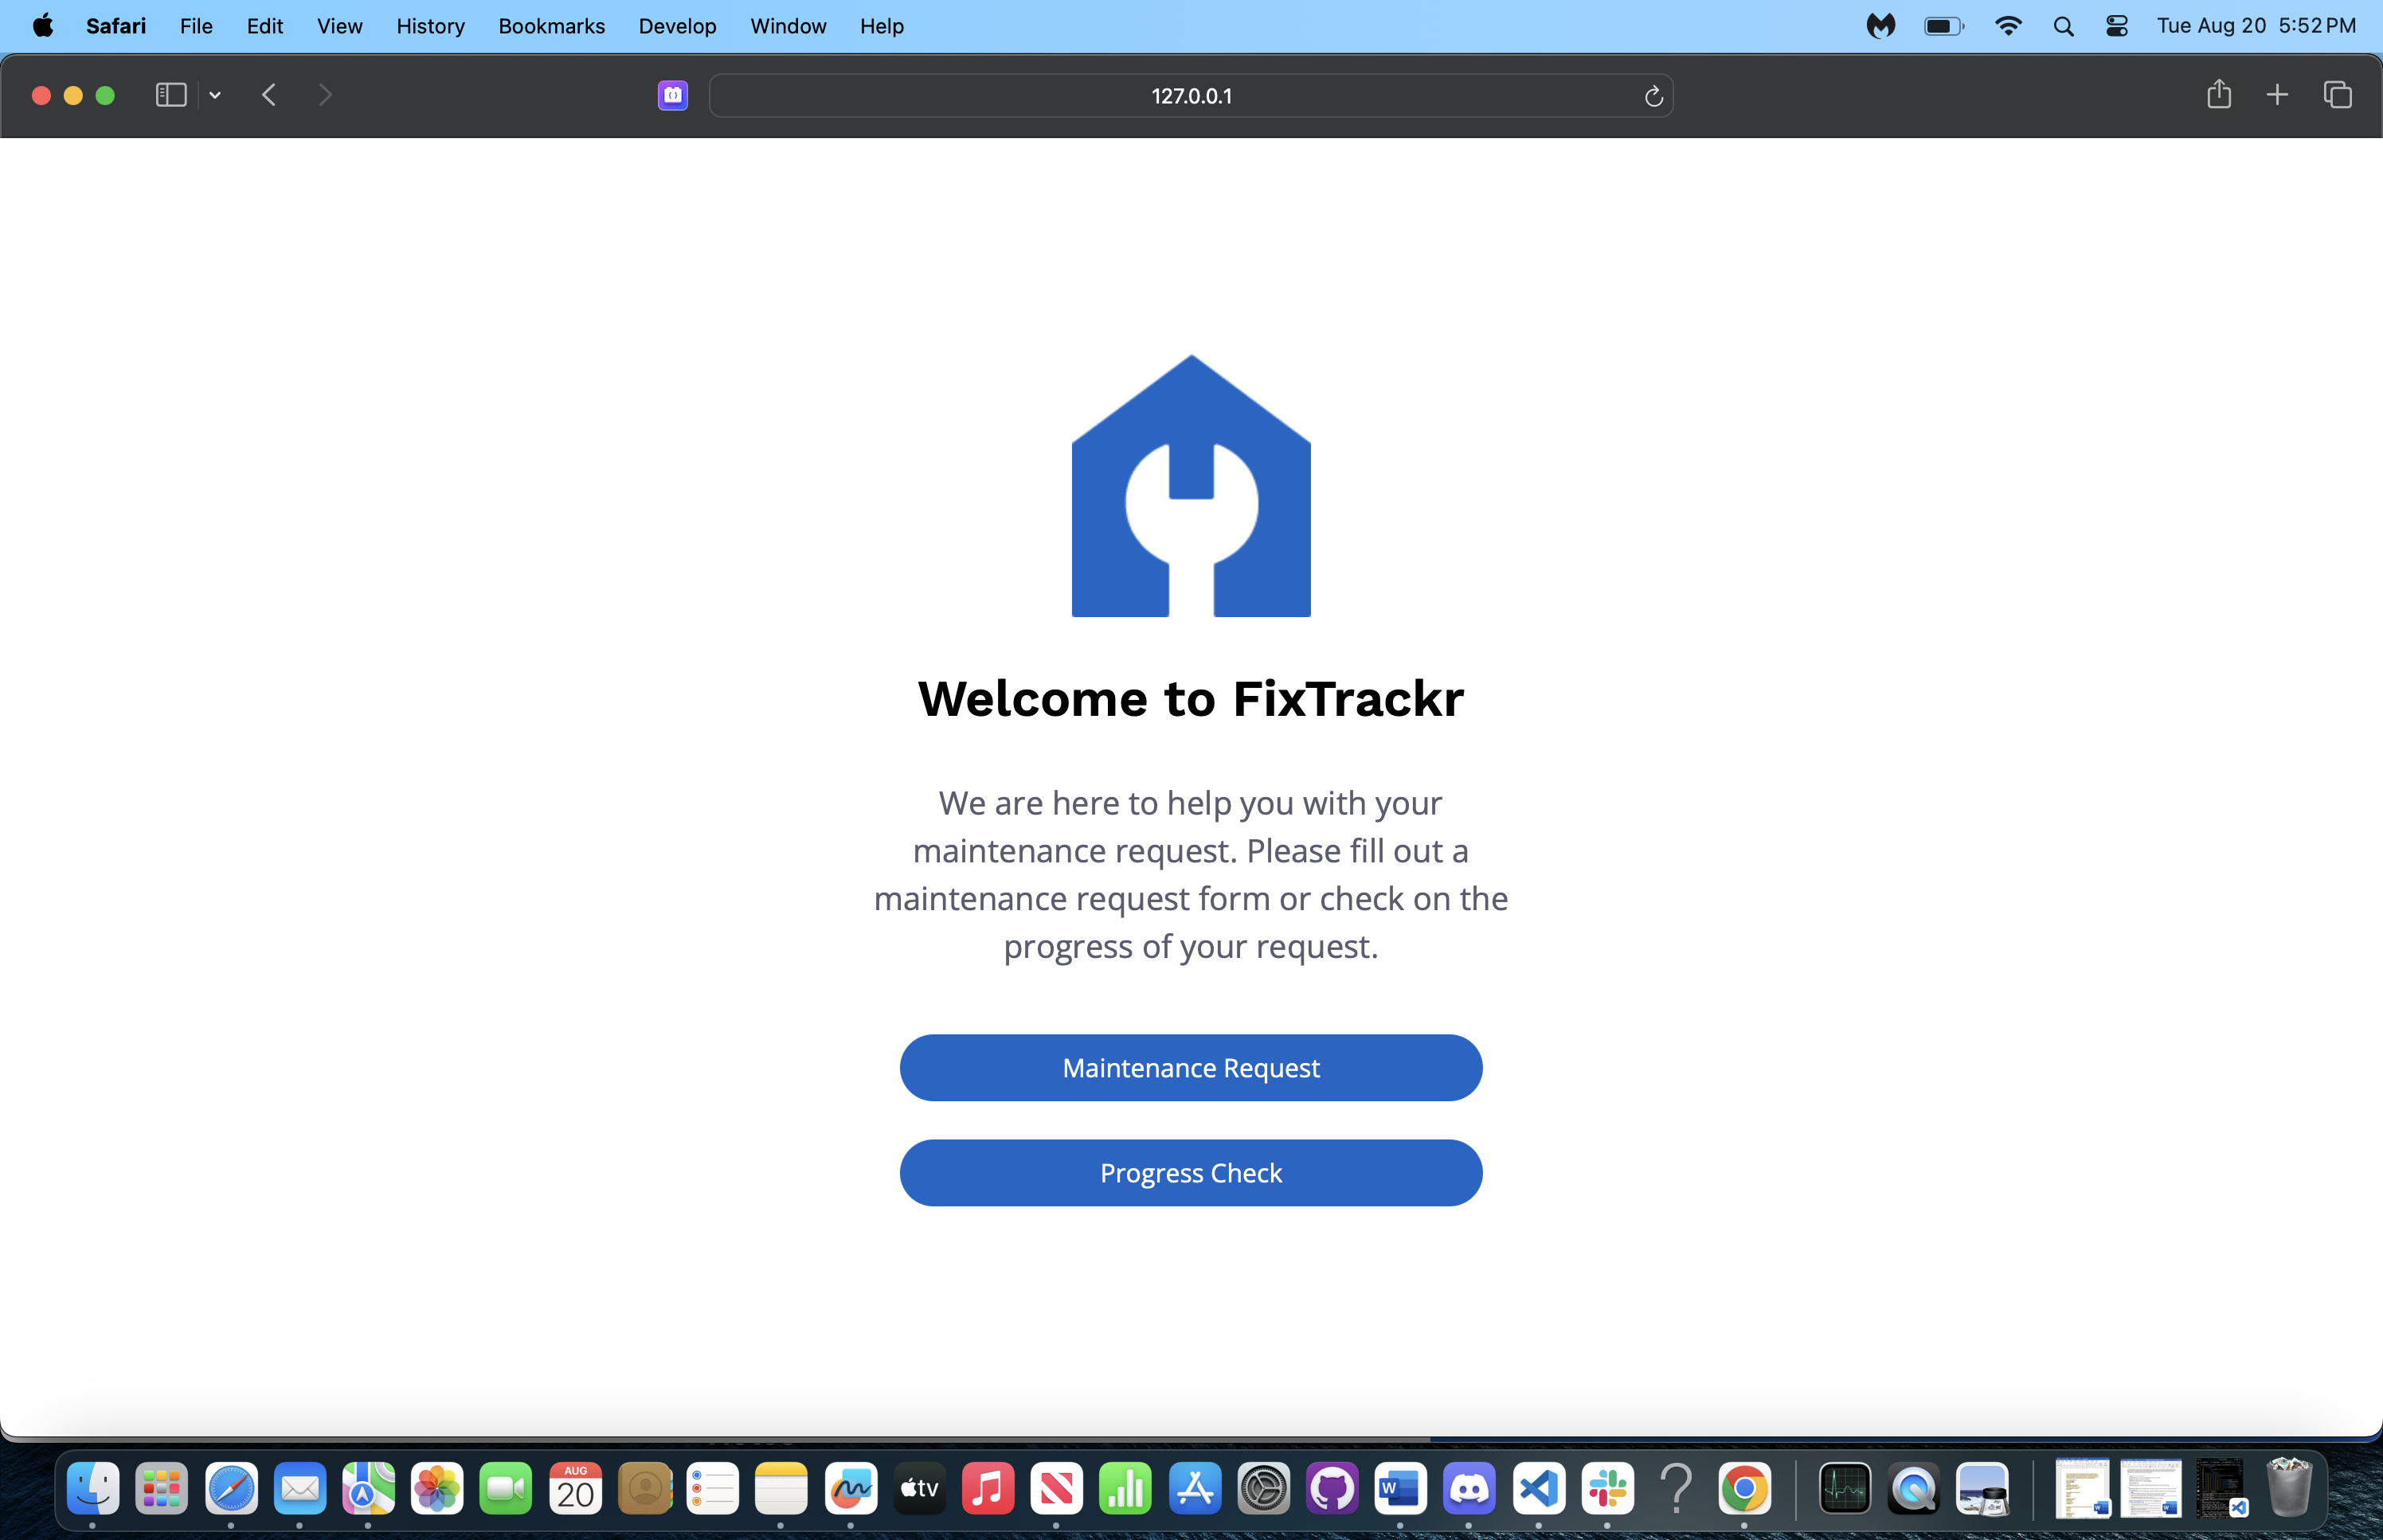 Safari File Edit View History Bookmarks Develop Window Help Tue Aug 20 5:52 PM
127.0.0.1
Welcome to FixTrackr
We are here to help you with your
maintenance request. Please fill out a
maintenance request form or check on the
progress of your request.
Maintenance Request
Progress Check
AUG
20
tv
W